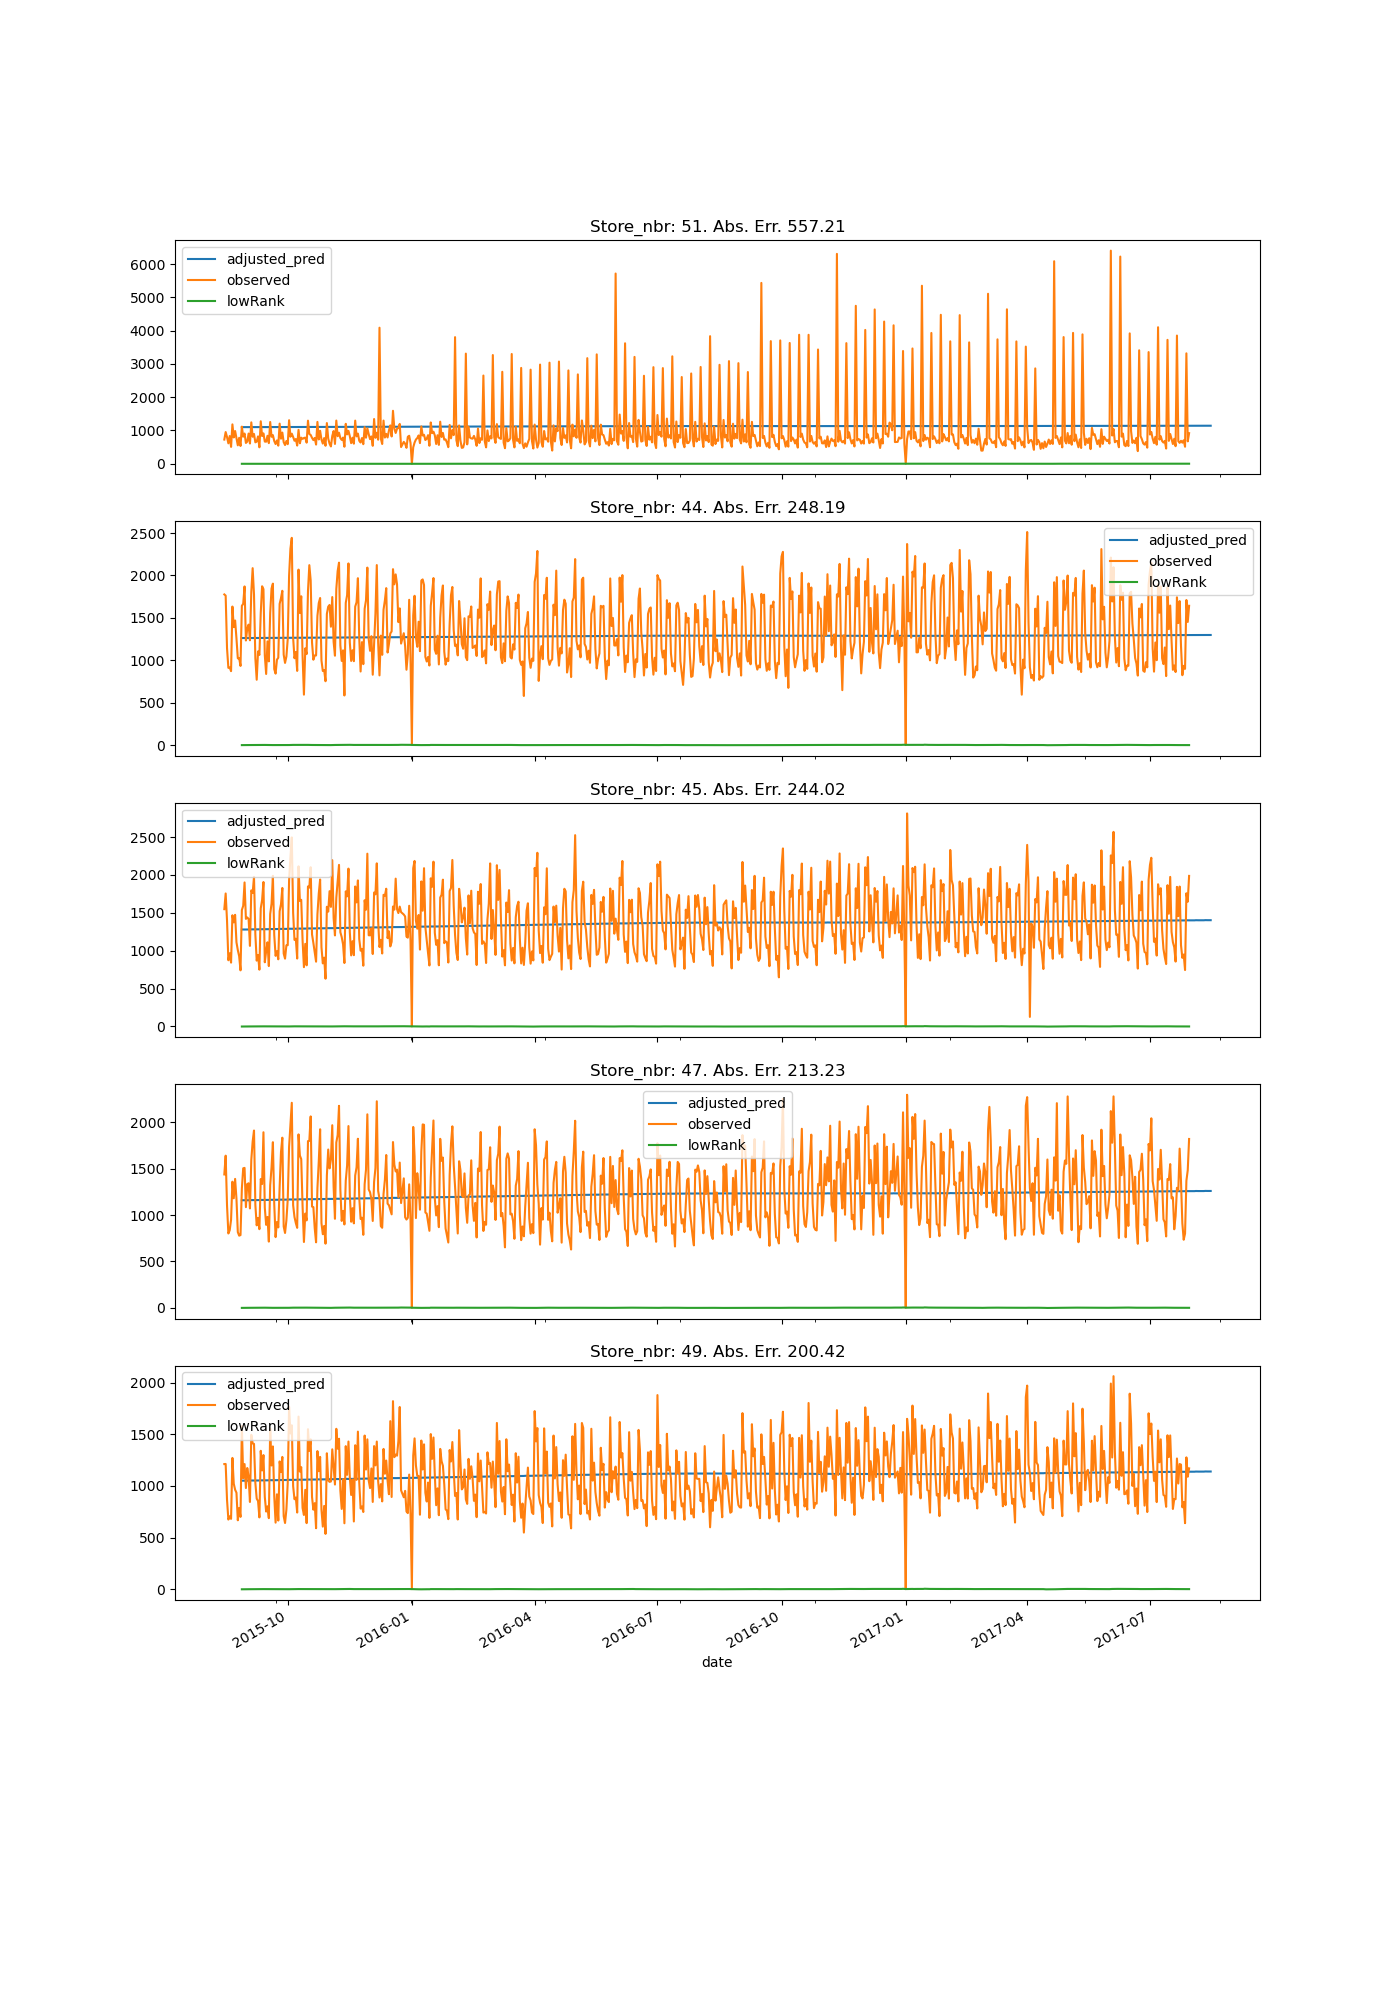 Store_nbr: 51. Abs. Err. 557.21
adjusted_pred
observed
lowRank
6000
5000
4000
3000
2000
1000
0
Store_nbr: 44. Abs. Err. 248.19
adjusted_pred
observed
lowRank
2500
2000
1500
1000
500
0
Store_nbr: 45. Abs. Err. 244.02
adjusted_pred
observed
lowRank
2500
2000
1500
1000
500
0
Store_nbr: 47. Abs. Err. 213.23
adjusted_pred
observed
lowRank
2000
1500
1000
500
0
Store_nbr: 49. Abs. Err. 200.42
adjusted_pred
observed
lowRank
2000
1500
1000
500
0
2015-10
2016-01
2016-04
2016-07
2016-10
2017-01
2017-04
2017-07
date